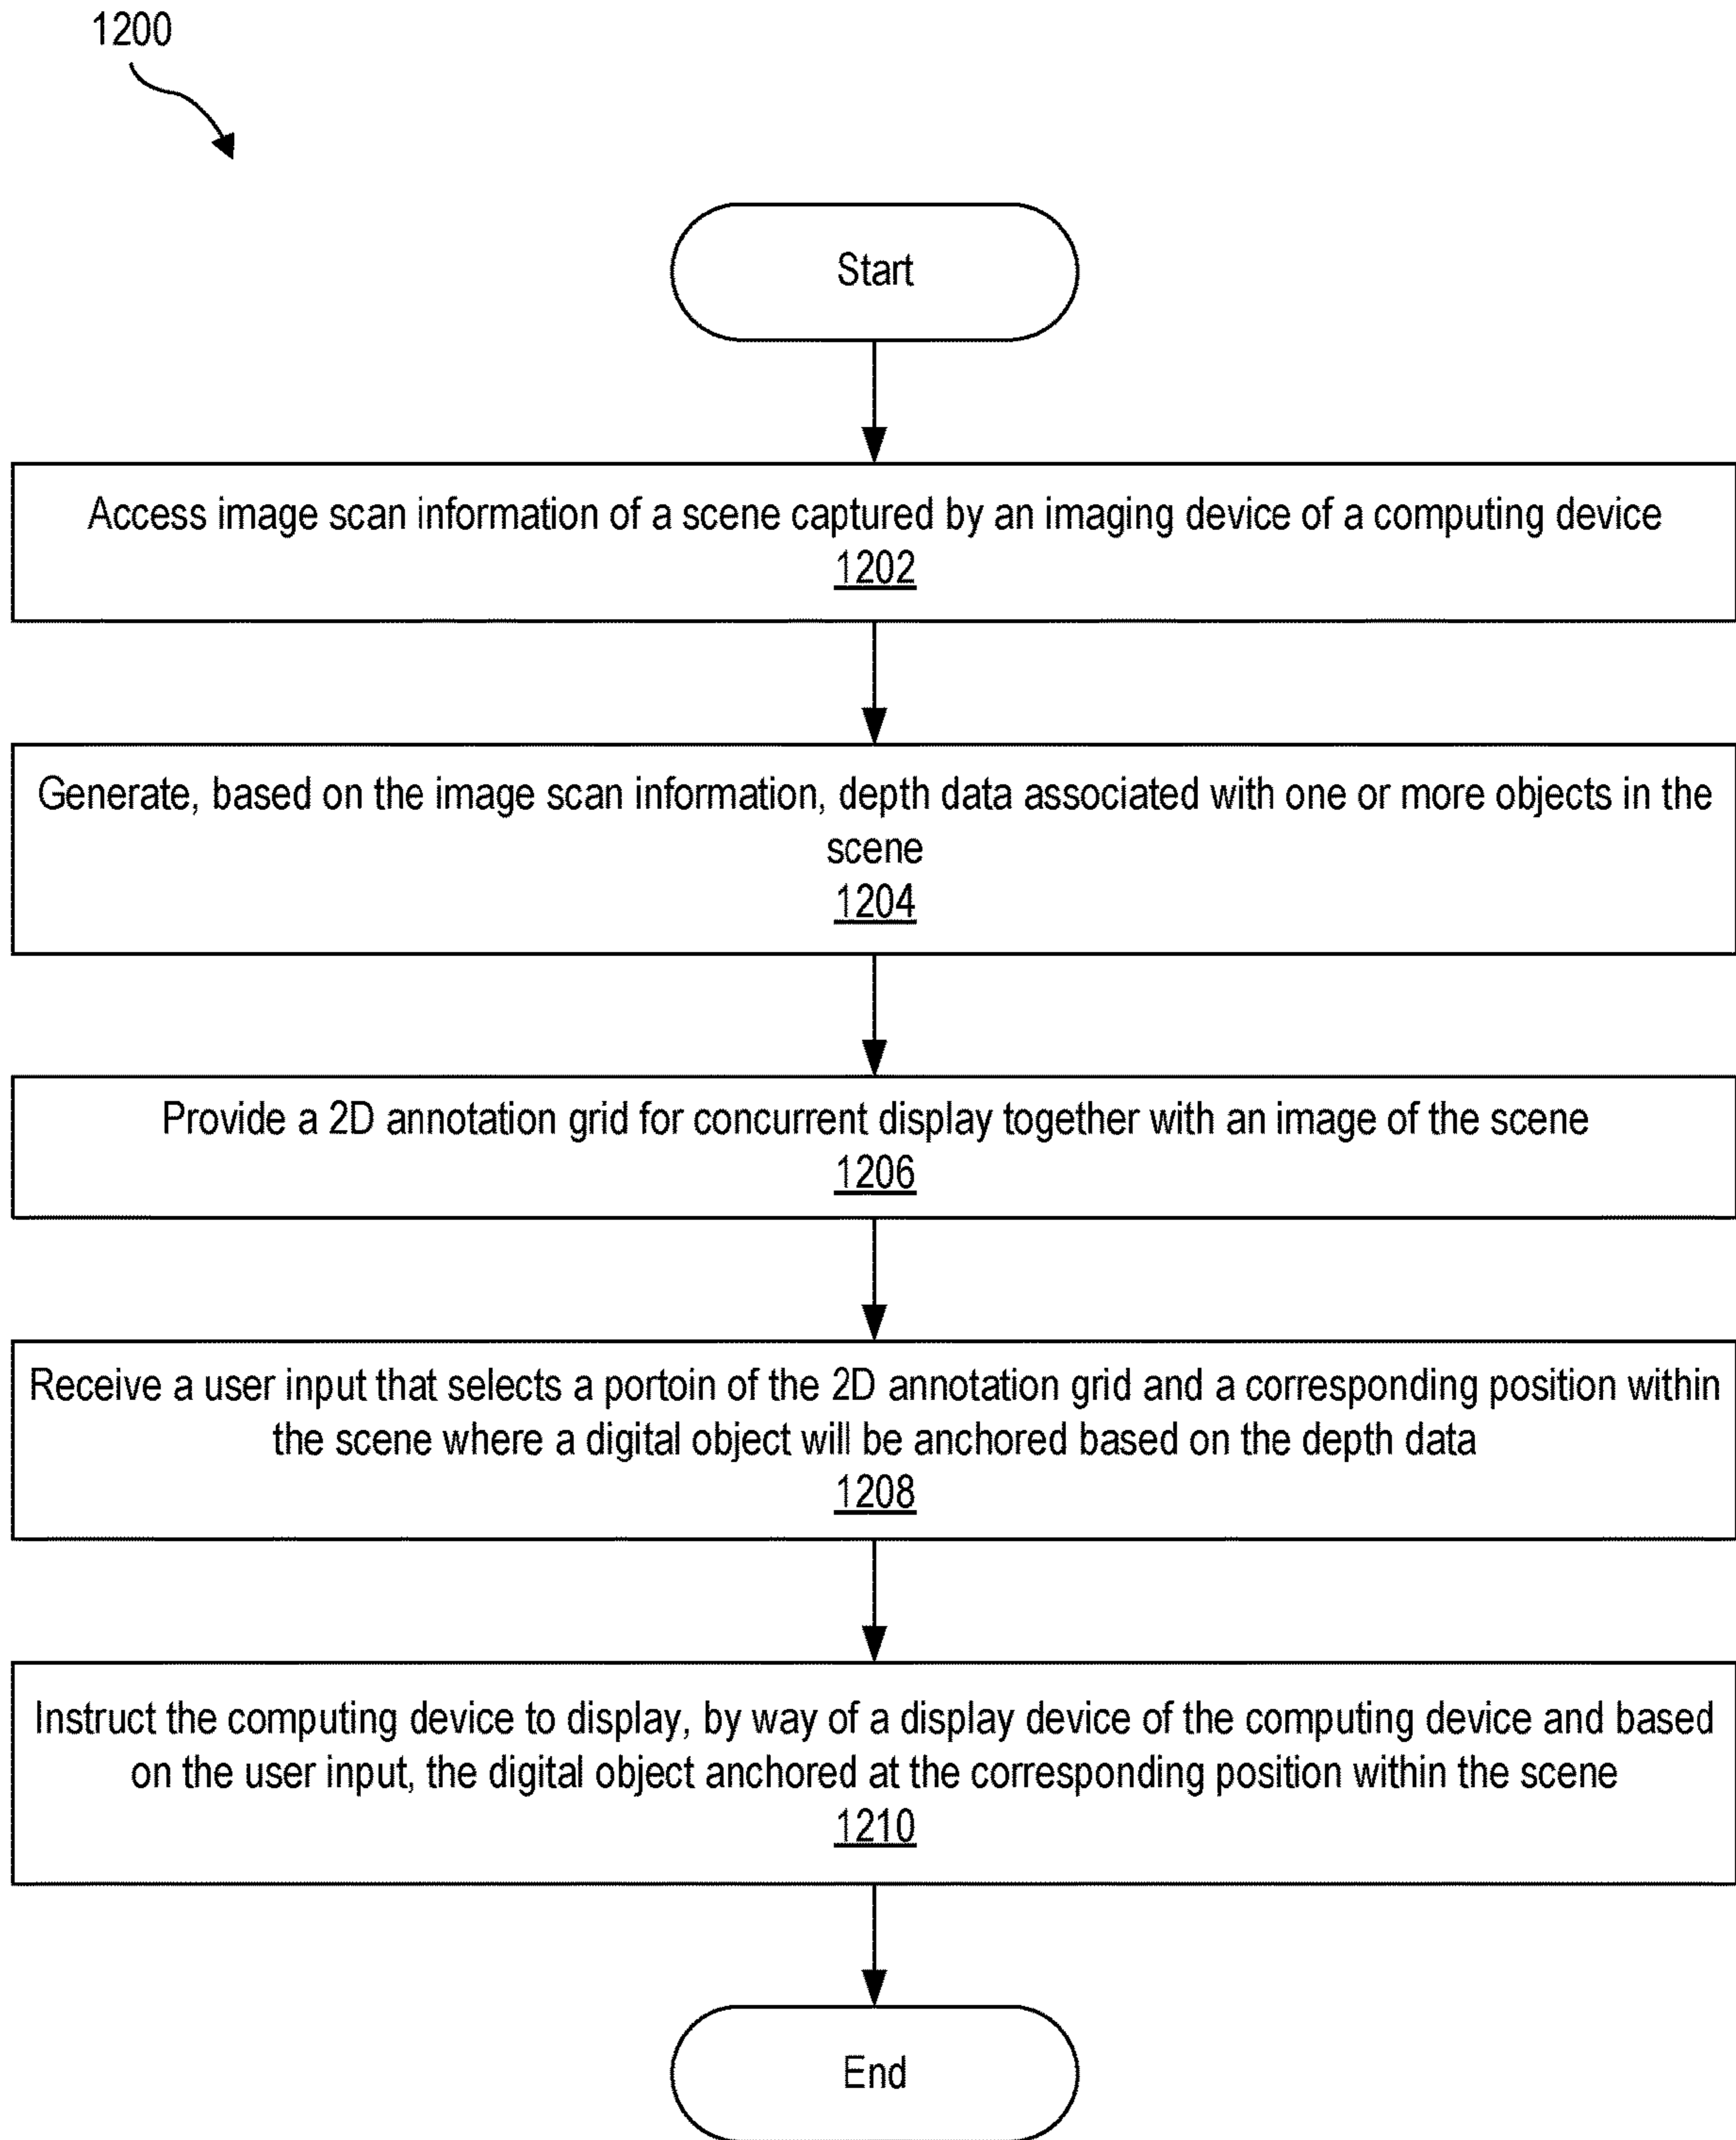 1200
Start
Access image scan information of a scene captured by an imaging device of a computing device
1202
Generate, based on the image scan information, depth data associated with one or more objects in the
scene
1204
Provide a 2D annotation grid for concurrent display together with an image of the scene
1206
Receive a user input that selects a portoin of the 2D annotation grid and a corresponding position within
the scene where a digital object will be anchored based on the depth data
1208
Instruct the computing device to display, by way of a display device of the computing device and based
on the user input, the digital object anchored at the corresponding position within the scene
1210
End